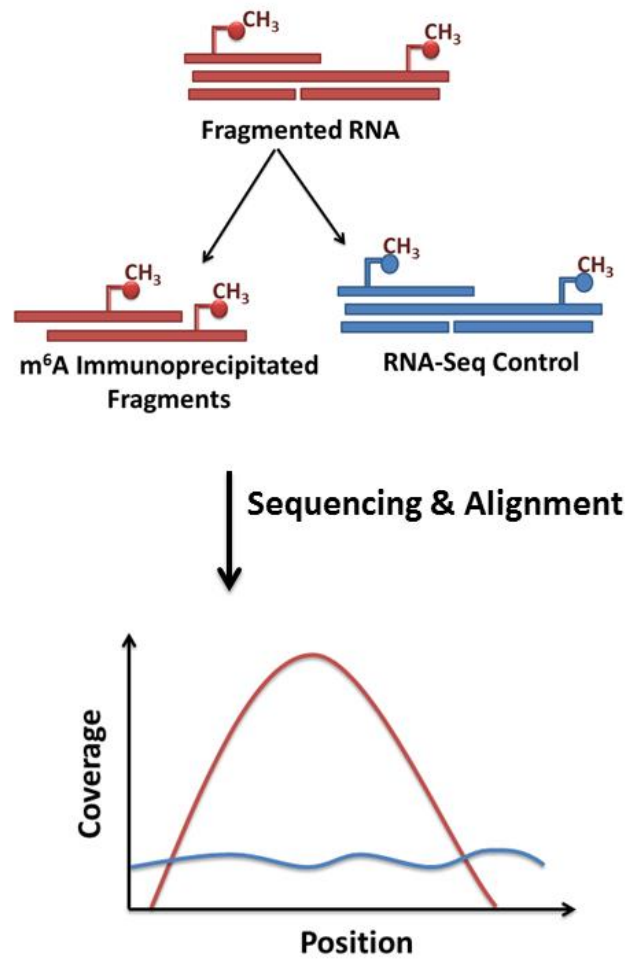 CH₃
CH₃
Fragmented RNA
CH₃
CH₃
m⁶A Immunoprecipitated
Fragments
CH₃
CH₃
RNA-Seq Control
Sequencing & Alignment
Coverage
Position